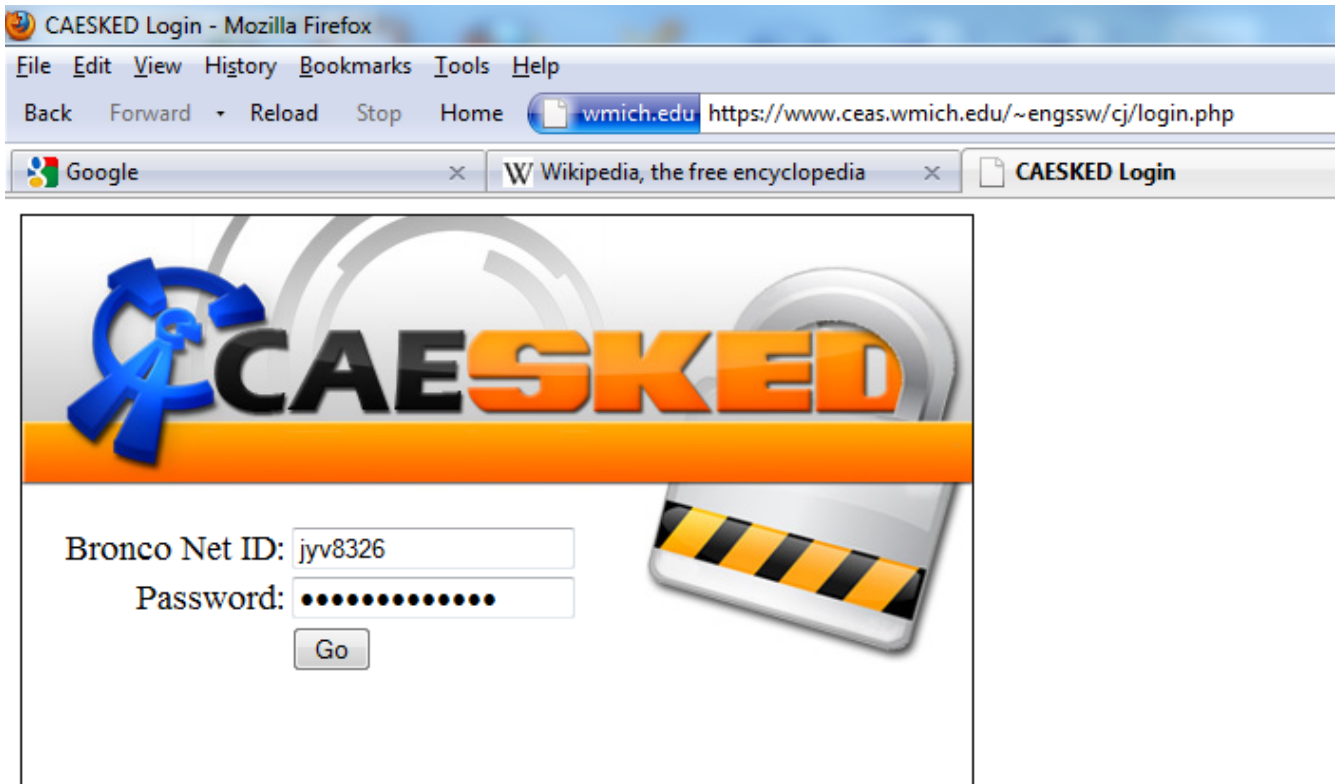 CAESKED Login - Mozilla Firefox
File Edit View History Bookmarks Tools Help
Back Forward Reload Stop Home wmich.edu https://www.ceas.wmich.edu/~engssw/cj/login.php
Google Wikipedia, the free encyclopedia CAESKED Login
CAESKED
Bronco Net ID: jyv8326
Password: •••••••••••••
Go